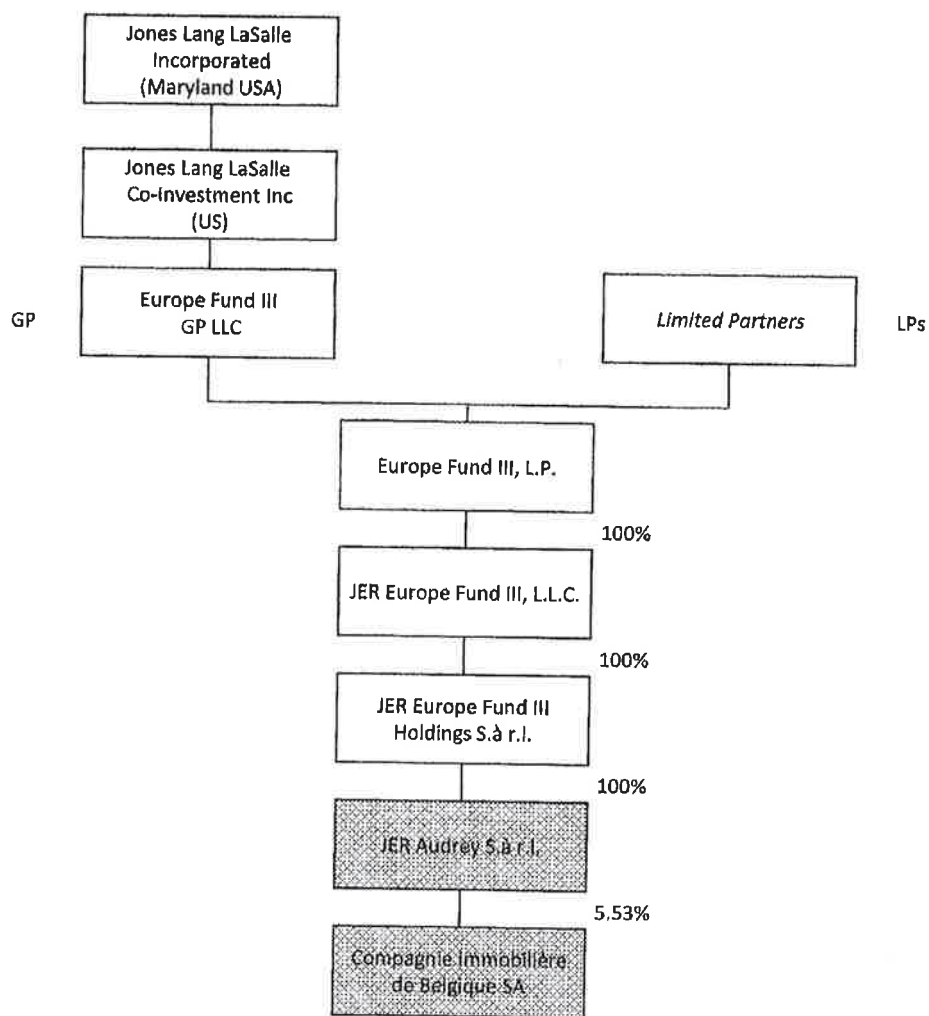 Jones Lang LaSalle
Incorporated
(Maryland USA)
Jones Lang LaSalle
Co-investment Inc
(US)
GP
Europe Fund III
GP LLC
Limited Partners
LPs
Europe Fund III, L.P.
100%
JER Europe Fund III, L.L.C.
100%
JER Europe Fund III
Holdings S.à r.l.
100%
JER Audrey S.à r.l.
5,53%
Compagnie Immobilière
de Belgique SA